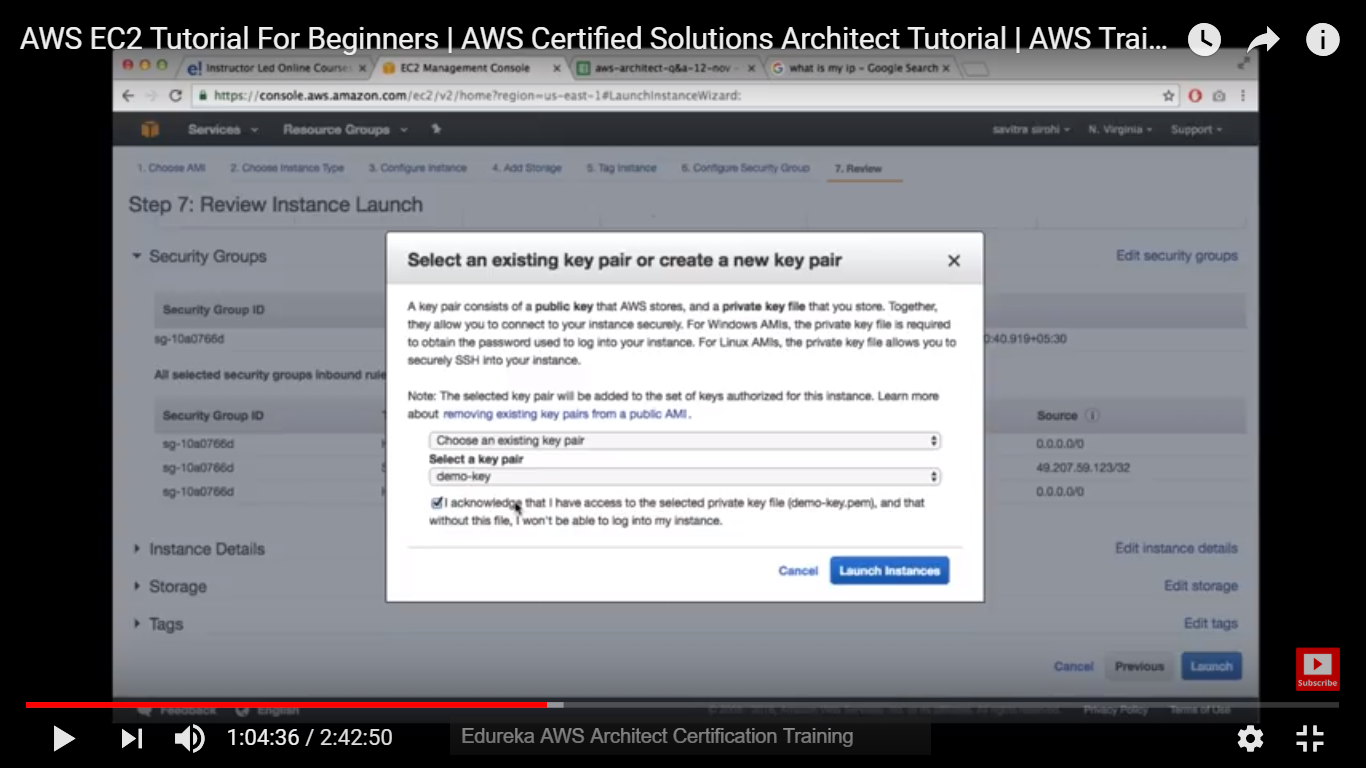 AWS EC2 Tutorial For Beginners | AWS Certified Solutions Architect Tutorial | AWS Trai...
Instructor Led Online Courses
EC2 Management Console
aws-architect-q&a-12-nov -
what is my ip - Google Search
https://console.aws.amazon.com/ec2/v2/home?region=us-east-1#LaunchInstanceWizard:
Services
Resource Groups
savitra sirohi
N. Virginia
Support
1. Choose AMI
2. Choose Instance Type
3. Configure Instance
4. Add Storage
5. Tag Instance
6. Configure Security Group
7. Review
Step 7: Review Instance Launch
Security Groups
Edit security groups
Security Group ID
sg-10a0766d
0:40.919+05:30
All selected security groups inbound rule
Security Group ID
Source
sg-10a0766d
0.0.0.0/0
sg-10a0766d
49.207.59.123/32
sg-10a0766d
0.0.0.0/0
Select an existing key pair or create a new key pair
A key pair consists of a public key that AWS stores, and a private key file that you store. Together,
they allow you to connect to your instance securely. For Windows AMIs, the private key file is required
to obtain the password used to log into your instance. For Linux AMIs, the private key file allows you to
securely SSH into your instance.
Note: The selected key pair will be added to the set of keys authorized for this instance. Learn more
about removing existing key pairs from a public AMI.
Choose an existing key pair
Select a key pair
demo-key
I acknowledge that I have access to the selected private key file (demo-key.pem), and that
without this file, I won't be able to log into my instance.
Cancel
Launch Instances
Instance Details
Edit instance details
Storage
Edit storage
Tags
Edit tags
Cancel
Previous
Launch
Subscribe
Feedback
English
Privacy Policy
Terms of Use
1:04:36 / 2:42:50
Edureka AWS Architect Certification Training